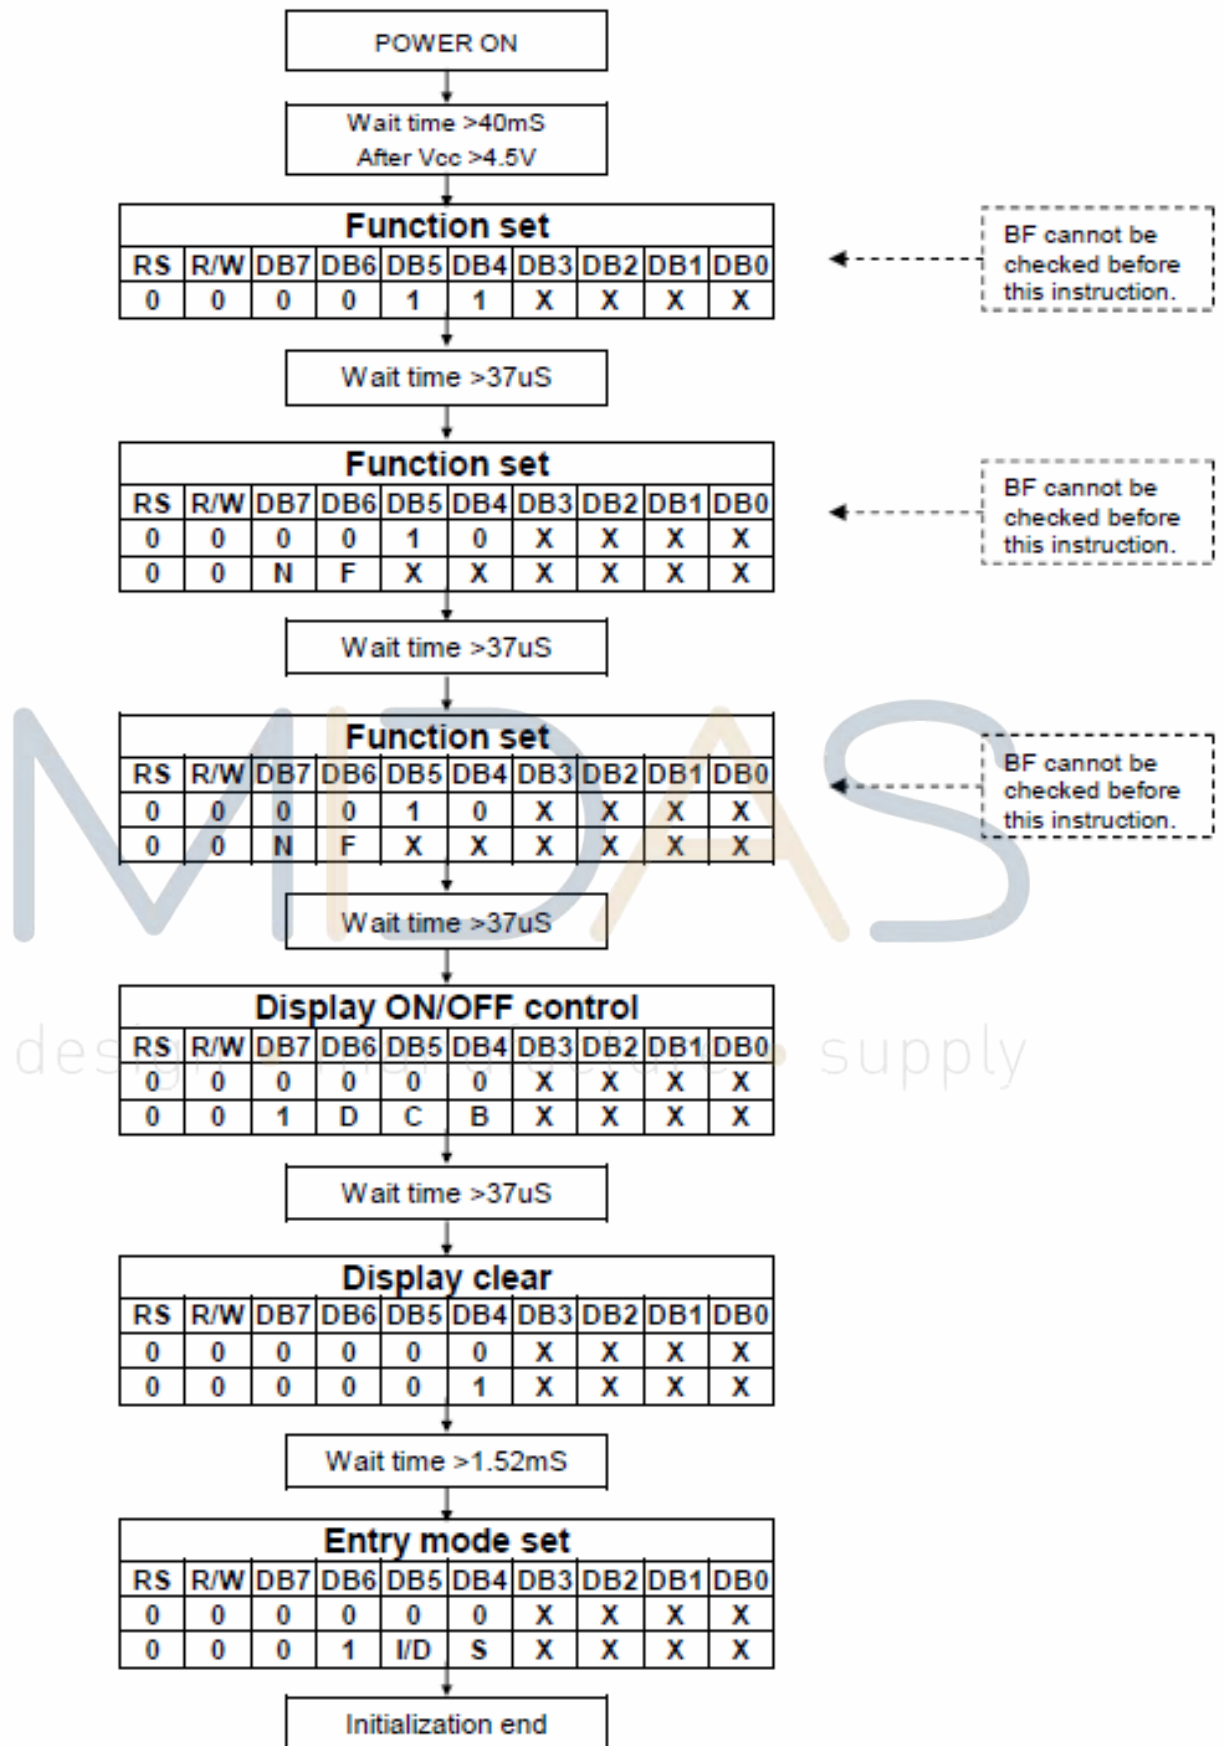 POWER ON
Wait time >40mS
After Vcc >4.5V
Function set
RS R/W DB7 DB6 DB5 DB4 DB3 DB2 DB1 DB0
0 0 0 0 1 1 X X X X
BF cannot be
checked before
this instruction.
Wait time >37uS
Function set
RS R/W DB7 DB6 DB5 DB4 DB3 DB2 DB1 DB0
0 0 0 0 1 0 X X X X
0 0 N F X X X X X X
BF cannot be
checked before
this instruction.
Wait time >37uS
MIDAS
Function set
RS R/W DB7 DB6 DB5 DB4 DB3 DB2 DB1 DB0
0 0 0 0 1 0 X X X X
0 0 N F X X X X X X
BF cannot be
checked before
this instruction.
Wait time >37uS
Display ON/OFF control
RS R/W DB7 DB6 DB5 DB4 DB3 DB2 DB1 DB0
0 0 0 0 0 0 X X X X
0 0 1 D C B X X X X
design • manufacture • supply
Wait time >37uS
Display clear
RS R/W DB7 DB6 DB5 DB4 DB3 DB2 DB1 DB0
0 0 0 0 0 0 X X X X
0 0 0 0 0 1 X X X X
Wait time >1.52mS
Entry mode set
RS R/W DB7 DB6 DB5 DB4 DB3 DB2 DB1 DB0
0 0 0 0 0 0 X X X X
0 0 0 1 I/D S X X X X
Initialization end